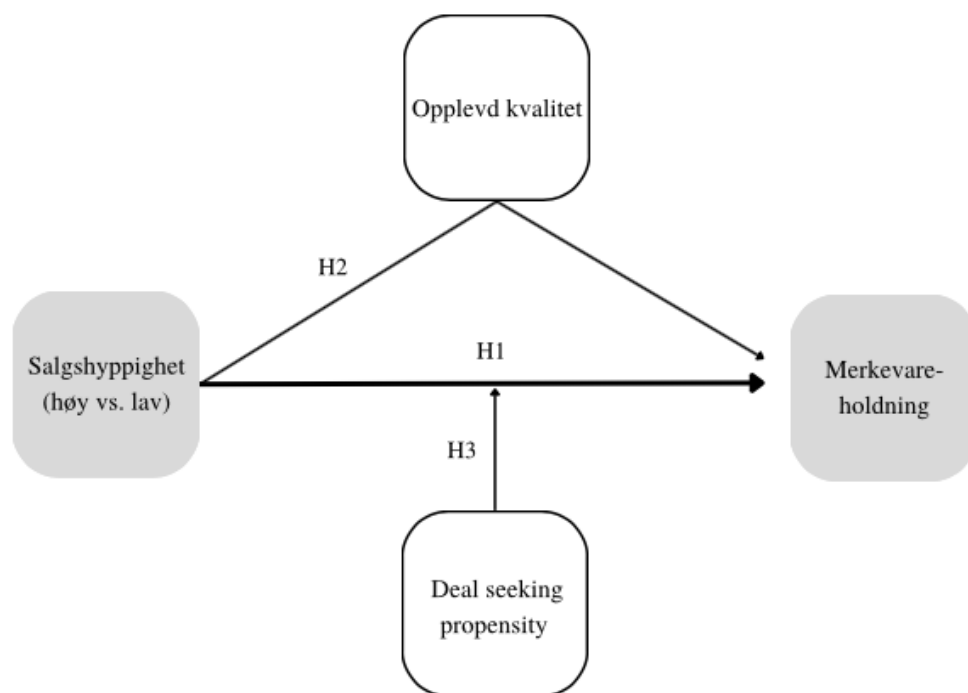 Opplevd kvalitet
H2
H1
Salgshyppighet
(høy vs. lav)
Merkevare-
holdning
H3
Deal seeking
propensity